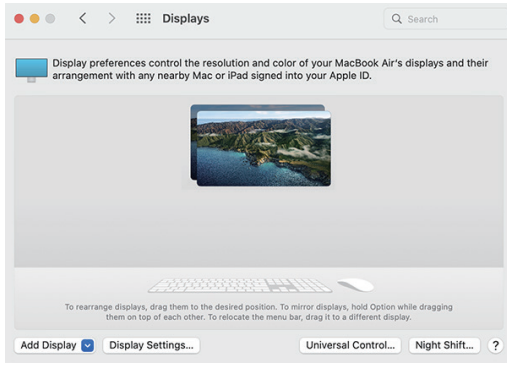 Displays
Search
Display preferences control the resolution and color of your MacBook Air's displays and their
arrangement with any nearby Mac or iPad signed into your Apple ID.
To rearrange displays, drag them to the desired position. To mirror displays, hold Option while dragging
them on top of each other. To relocate the menu bar, drag it to a different display.
Add Display
Display Settings...
Universal Control...
Night Shift...
?